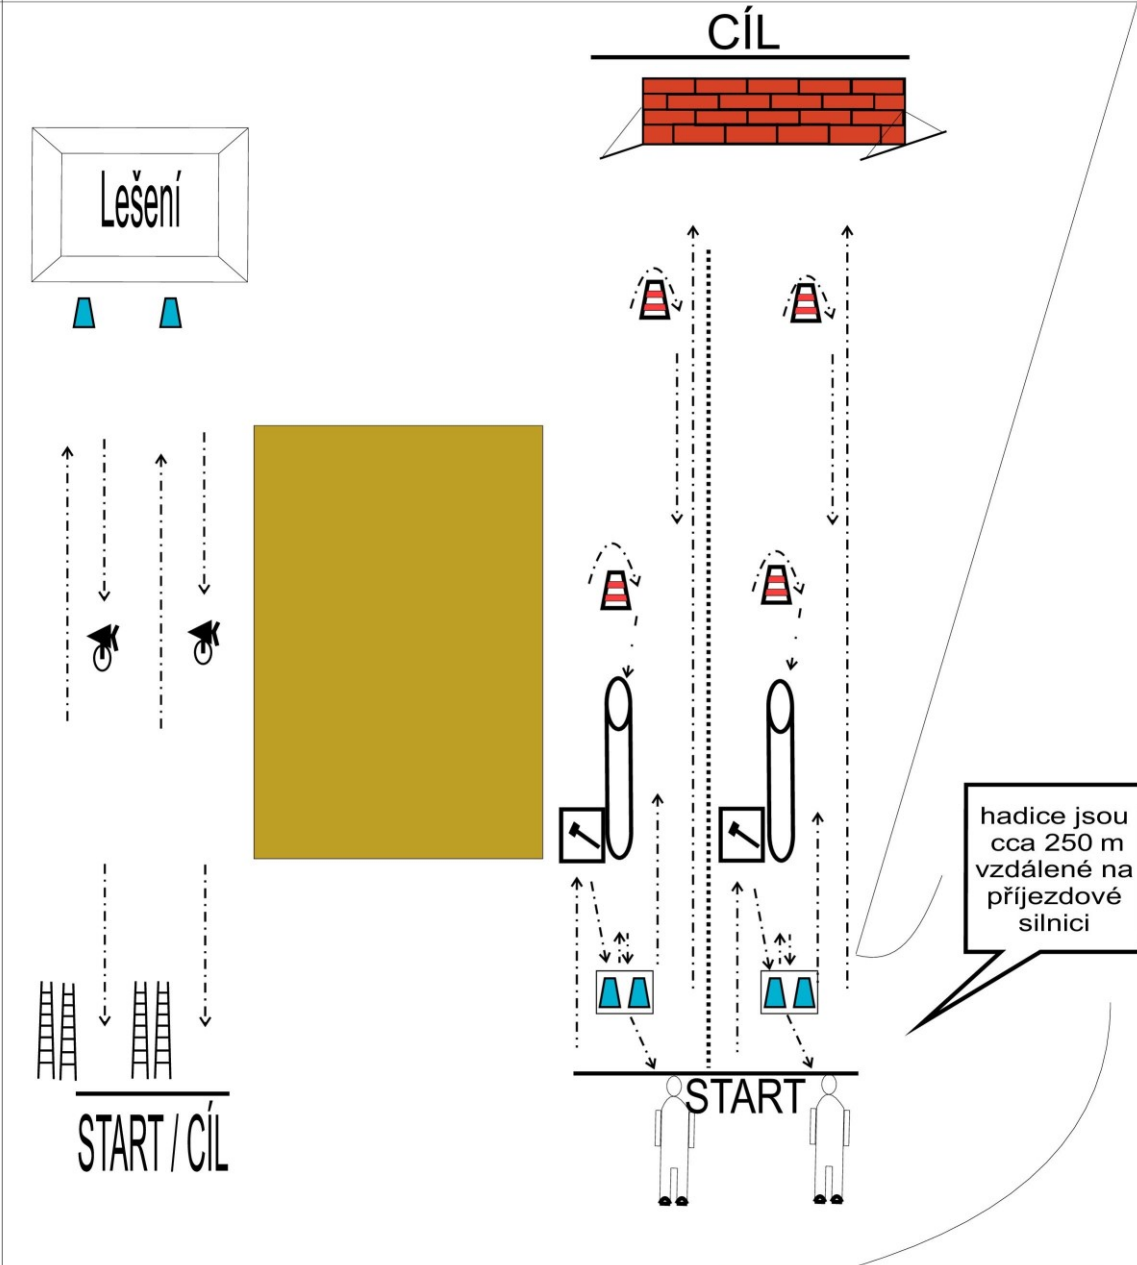 CÍL
Lešení
hadice jsou
cca 250 m
vzdálené na
příjezdové
silnici
START
START / CÍL